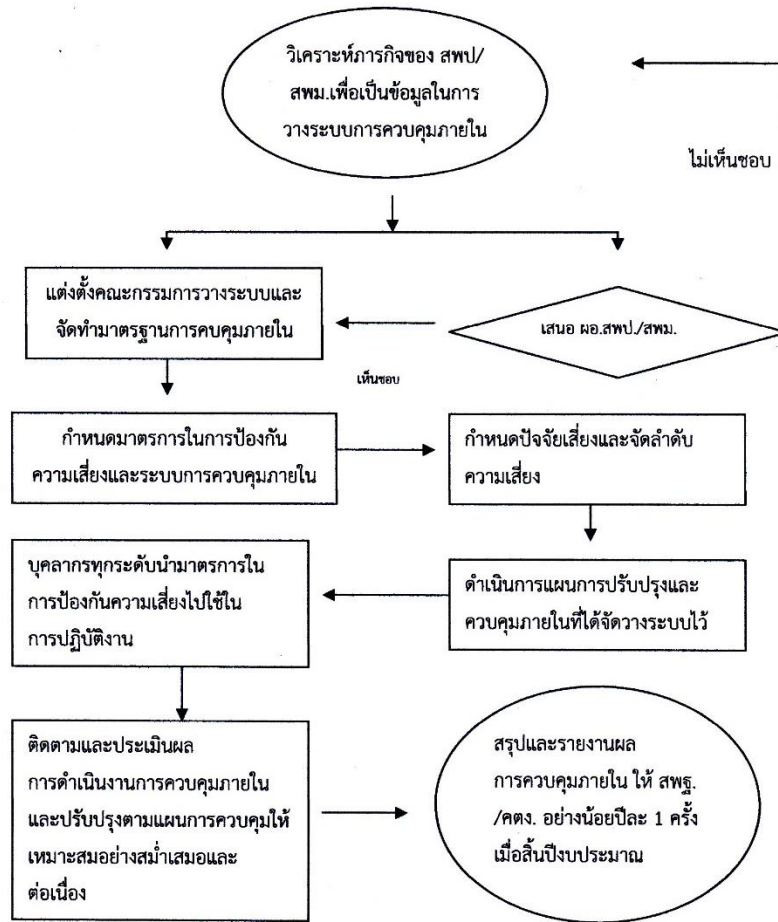 วิเคราะห์ภารกิจของ สพป/
สพม.เพื่อเป็นข้อมูลในการ
วางระบบการควบคุมภายใน
ไม่เห็นชอบ
แต่งตั้งคณะกรรมการวางระบบและ
จัดทำมาตรฐานการคบคุมภายใน
เสนอ ผอ.สพป./สพม.
เห็นชอบ
กำหนดมาตรการในการป้องกัน
ความเสี่ยงและระบบการควบคุมภายใน
กำหนดปัจจัยเสี่ยงและจัดลำดับ
ความเสี่ยง
บุคลากรทุกระดับนำมาตรการใน
การป้องกันความเสี่ยงไปใช้ใน
การปฏิบัติงาน
ดำเนินการแผนการปรับปรุงและ
ควบคุมภายในที่ได้จัดวางระบบไว้
ติดตามและประเมินผล
การดำเนินงานการควบคุมภายใน
และปรับปรุงตามแผนการควบคุมให้
เหมาะสมอย่างสม่ำเสมอและ
ต่อเนื่อง
สรุปและรายงานผล
การควบคุมภายใน ให้ สพฐ.
/คตง. อย่างน้อยปีละ 1 ครั้ง
เมื่อสิ้นปีงบประมาณ